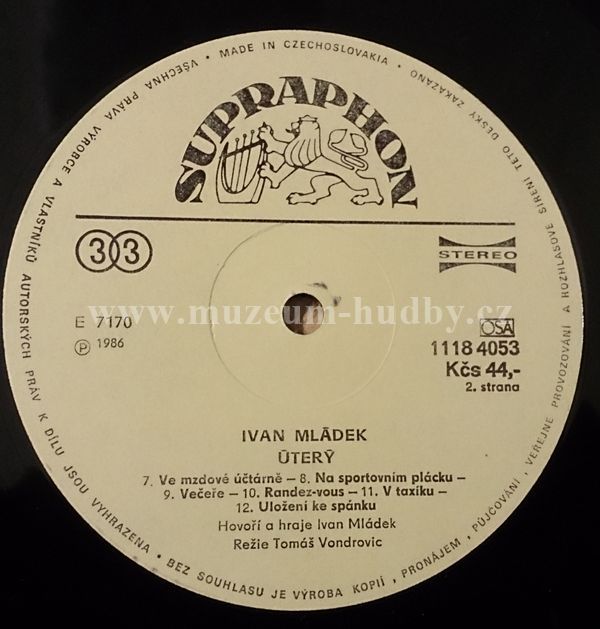 VŠECHNA PRÁVA VÝROBCE A VLASTNÍKŮ AUTORSKÝCH PRÁV K DÍLU JSOU VYHRAZENA • BEZ SOUHLASU JE VÝROBA KOPIÍ, PRONÁJEM, PŮJČOVÁNÍ, VEŘEJNÉ PROVOZOVÁNÍ A ROZHLASOVÉ ŠÍŘENÍ TÉTO DESKY ZAKÁZÁNO • MADE IN CZECHOSLOVAKIA •
SUPRAPHON
33
STEREO
www.muzeum-hudby.cz
E 7170
OSA
Ⓟ 1986
1118 4053
Kčs 44,-
2. strana
IVAN MLÁDEK
ÚTERÝ
7. Ve mzdové účtárně – 8. Na sportovním plácku –
9. Večeře – 10. Randez-vous – 11. V taxíku –
12. Uložení ke spánku
Hovoří a hraje Ivan Mládek
Režie Tomáš Vondrovic